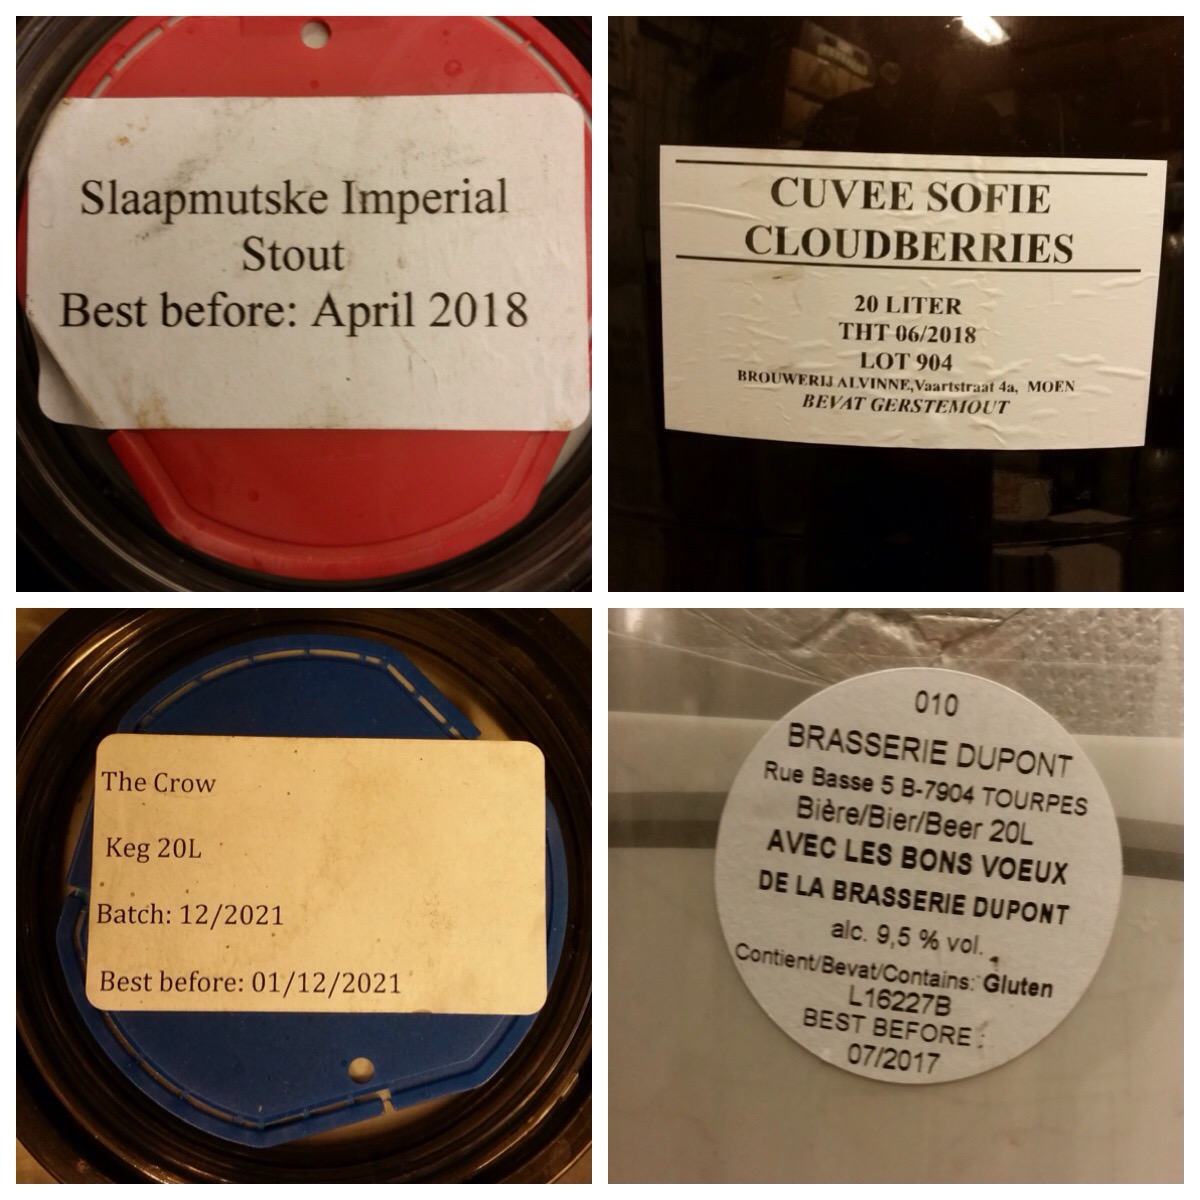 Slaapmutske Imperial
Stout
Best before: April 2018
CUVEE SOFIE
CLOUDBERRIES
20 LITER
THT 06/2018
LOT 904
BROUWERIJ ALVINNE,Vaartstraat 4a, MOEN
BEVAT GERSTEMOUT
The Crow
Keg 20L
Batch: 12/2021
Best before: 01/12/2021
010
BRASSERIE DUPONT
Rue Basse 5 B-7904 TOURPES
Bière/Bier/Beer 20L
AVEC LES BONS VOEUX
DE LA BRASSERIE DUPONT
alc. 9,5 % vol.
Contient/Bevat/Contains: Gluten
L16227B
BEST BEFORE :
07/2017